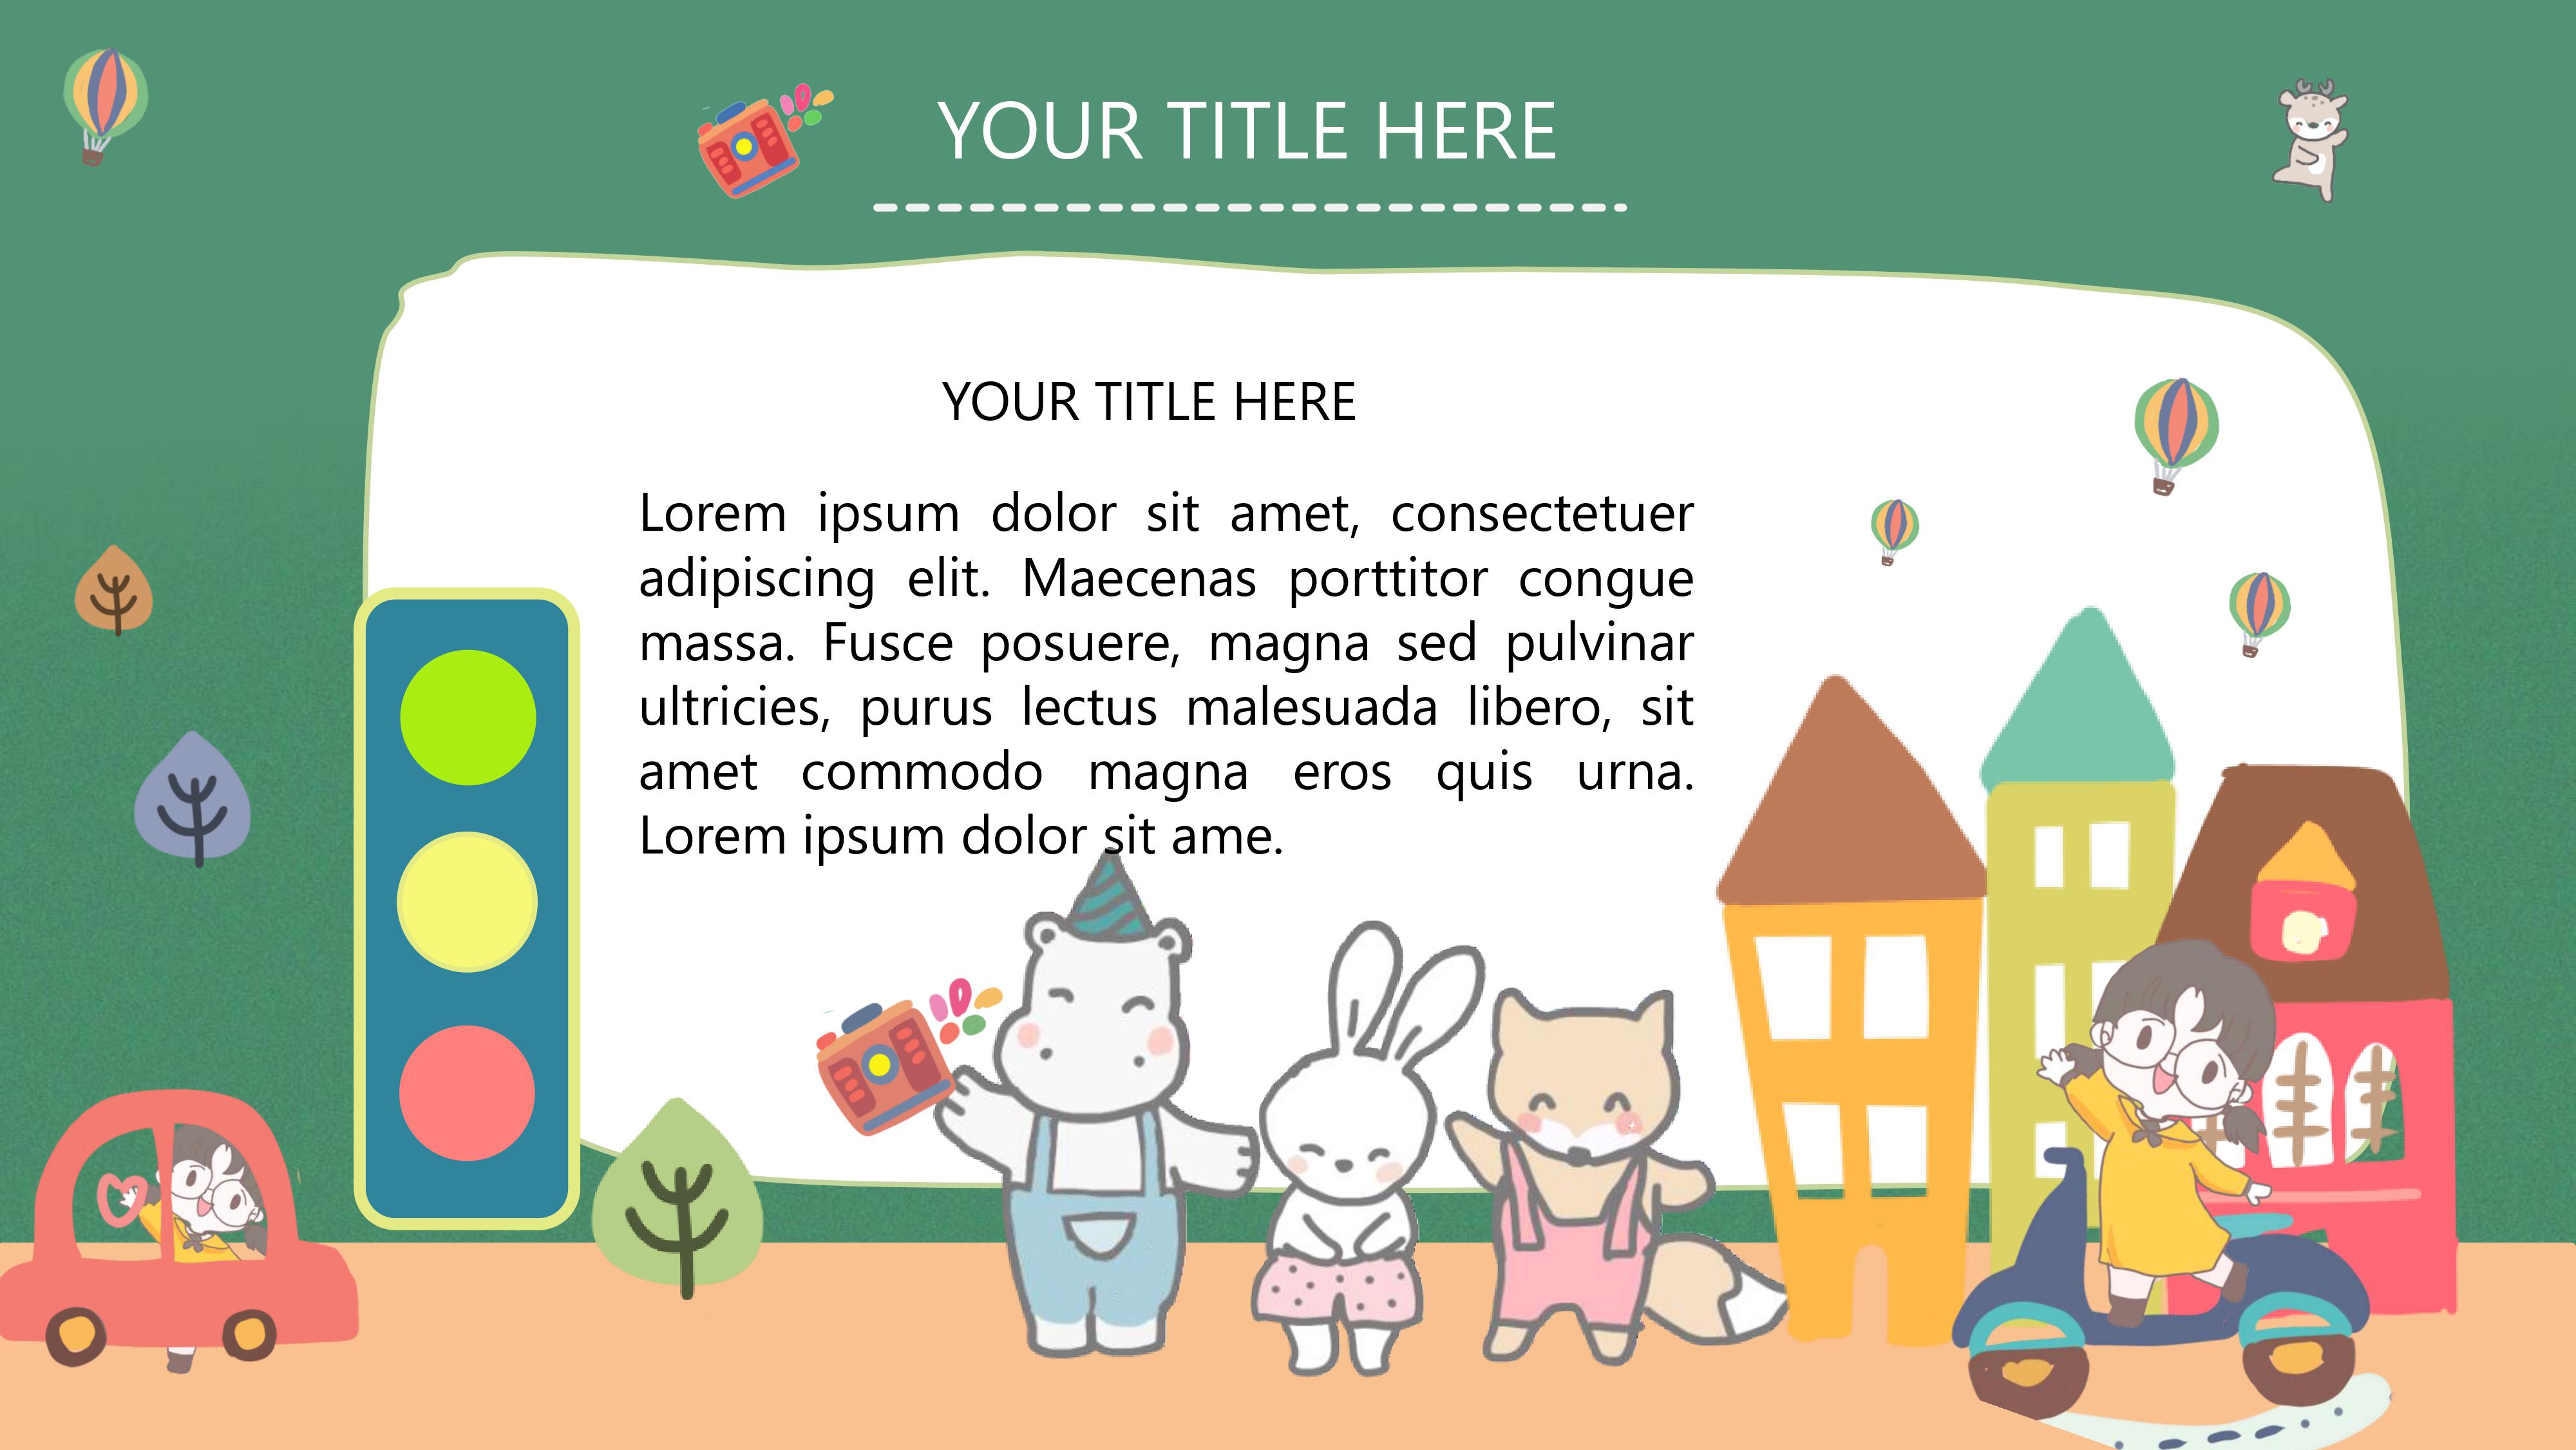 YOUR TITLE HERE
YOUR TITLE HERE
Lorem ipsum dolor sit amet, consectetuer
adipiscing elit. Maecenas porttitor congue
massa. Fusce posuere, magna sed pulvinar
ultricies, purus lectus malesuada libero, sit
amet commodo magna eros quis urna.
Lorem ipsum dolor sit ame.